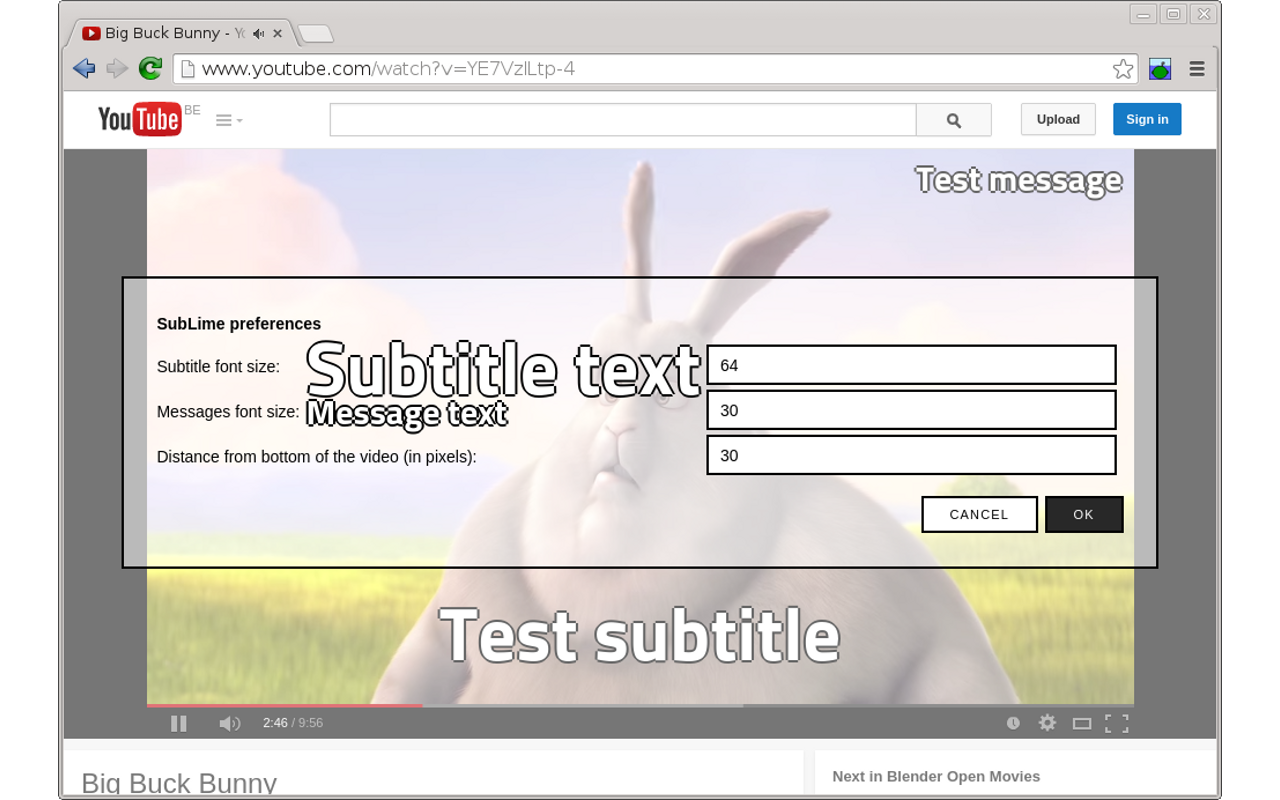 Big Buck Bunny - Yo
www.youtube.com/watch?v=YE7VzlLtp-4
YouTube BE
Upload
Sign in
Test message
SubLime preferences
Subtitle font size: Subtitle text 64
Messages font size: Message text 30
Distance from bottom of the video (in pixels): 30
CANCEL OK
Test subtitle
2:46 / 9:56
Big Buck Bunny
Next in Blender Open Movies